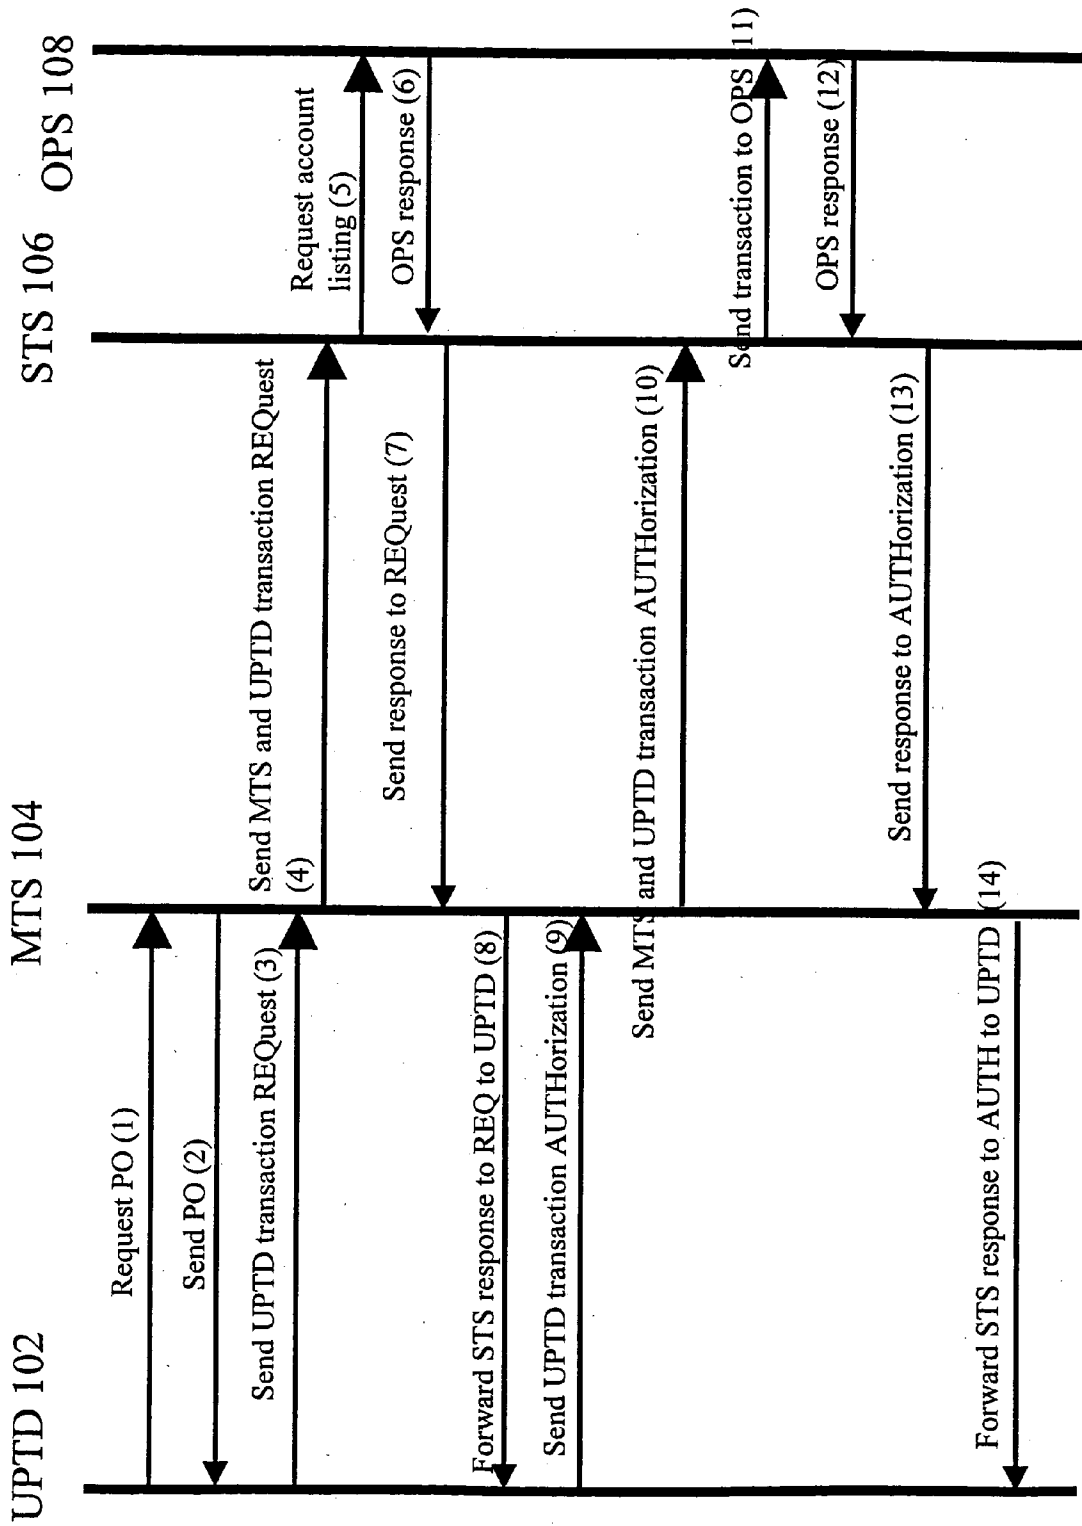 UPTD 102
MTS 104
STS 106
OPS 108
Request PO (1)
Send PO (2)
Send UPTD transaction REQuest (3)
Send MTS and UPTD transaction REQuest
(4)
Request account
listing (5)
OPS response (6)
Send response to REQuest (7)
Forward STS response to REQ to UPTD (8)
Send UPTD transaction AUTHorization (9)
Send MTS and UPTD transaction AUTHorization (10)
Send transaction to OPS (11)
OPS response (12)
Send response to AUTHorization (13)
Forward STS response to AUTH to UPTD (14)